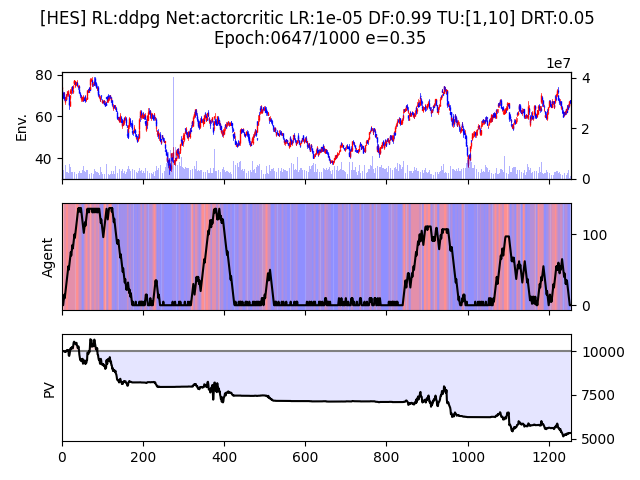 [HES] RL:ddpg Net:actorcritic LR:1e-05 DF:0.99 TU:[1,10] DRT:0.05
Epoch:0647/1000 e=0.35
1e7
80
60
40
Env.
4
2
0
Agent
100
0
PV
10000
7500
5000
0 200 400 600 800 1000 1200